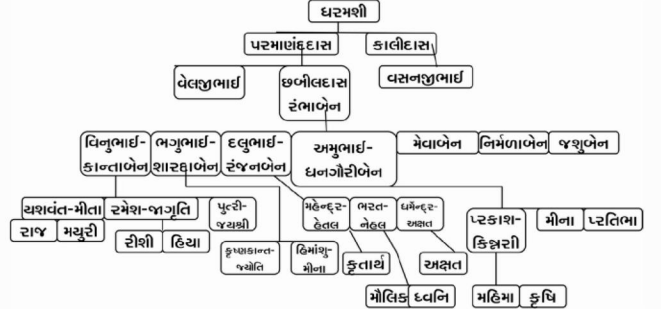 ધરમશી
પરમાણંદદાસ કાલીદાસ
વેલજીભાઈ છબીલદાસ વસનજીભાઈ
રંભાબેન
વિનુભાઈ- ભગુભાઈ- દલુભાઈ- અમુભાઈ- મેવાબેન નિર્મળાબેન જશુબેન
કાન્તાબેન શારદાબેન રંજનબેન ધનગૌરીબેન
યશવંત-મીતા રમેશ-જાગૃતિ પુત્રી- મહેન્દ્ર- ભરત- ધર્મેન્દ્ર- પ્રકાશ- મીના પ્રતિભા
જયશ્રી હેતલ નેહલ અક્ષત કિન્નરી
રાજ મયુરી રીશી હિયા
કૃષ્ણકાન્ત- હિમાંશુ- કૃતાર્થ અક્ષત
જ્યોતિ મીના
મૌલિક ધ્વનિ મહિમા કૃષિ